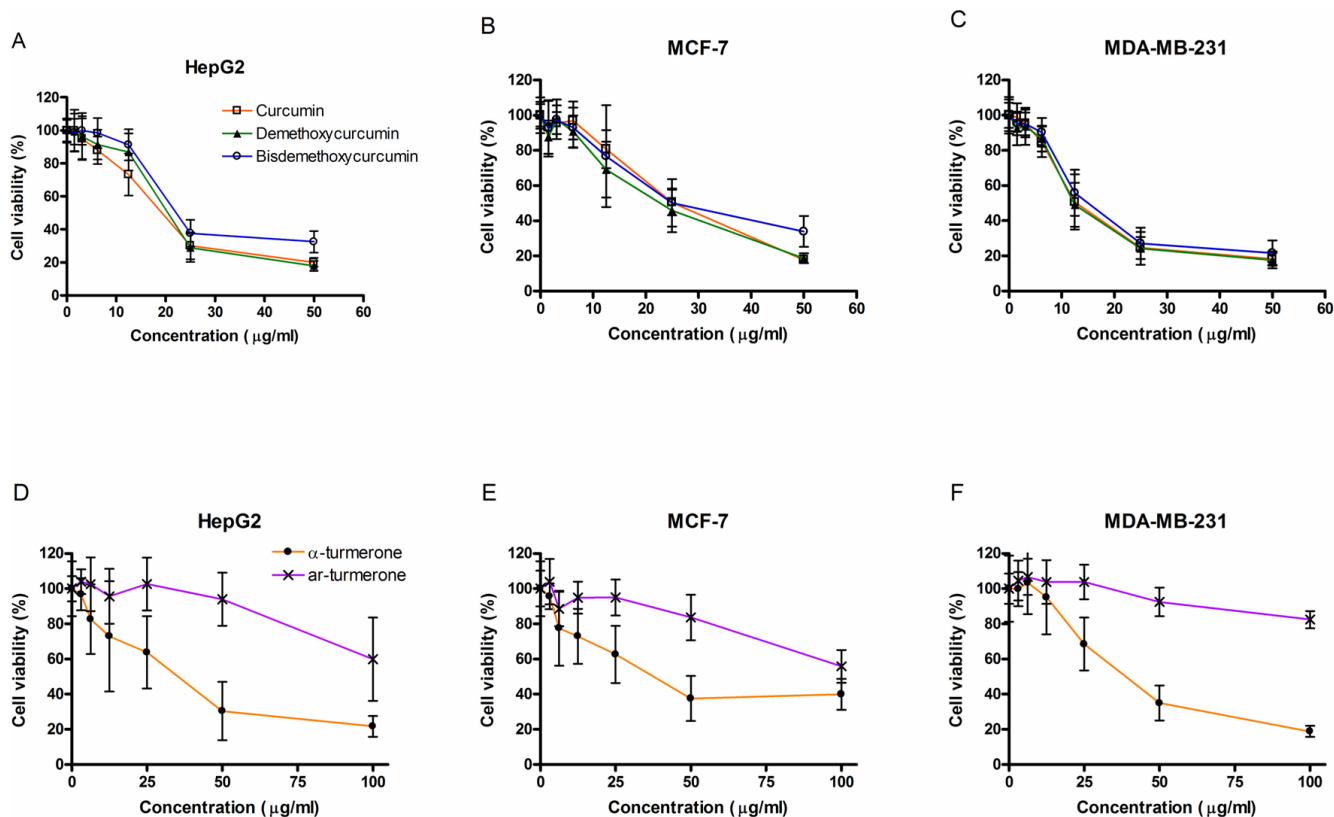 A
HepG2
120
100
80
60
40
20
0
Cell viability (%)
0 10 20 30 40 50 60
Concentration ( μg/ml)
Curcumin
Demethoxycurcumin
Bisdemethoxycurcumin
B
MCF-7
120
100
80
60
40
20
0
Cell viability (%)
0 10 20 30 40 50 60
Concentration ( μg/ml)
C
MDA-MB-231
120
100
80
60
40
20
0
Cell viability (%)
0 10 20 30 40 50 60
Concentration ( μg/ml)
D
HepG2
120
100
80
60
40
20
0
Cell viability (%)
0 25 50 75 100
Concentration ( μg/ml)
α-turmerone
ar-turmerone
E
MCF-7
120
100
80
60
40
20
0
Cell viability (%)
0 25 50 75 100
Concentration ( μg/ml)
F
MDA-MB-231
120
100
80
60
40
20
0
Cell viability (%)
0 25 50 75 100
Concentration ( μg/ml)